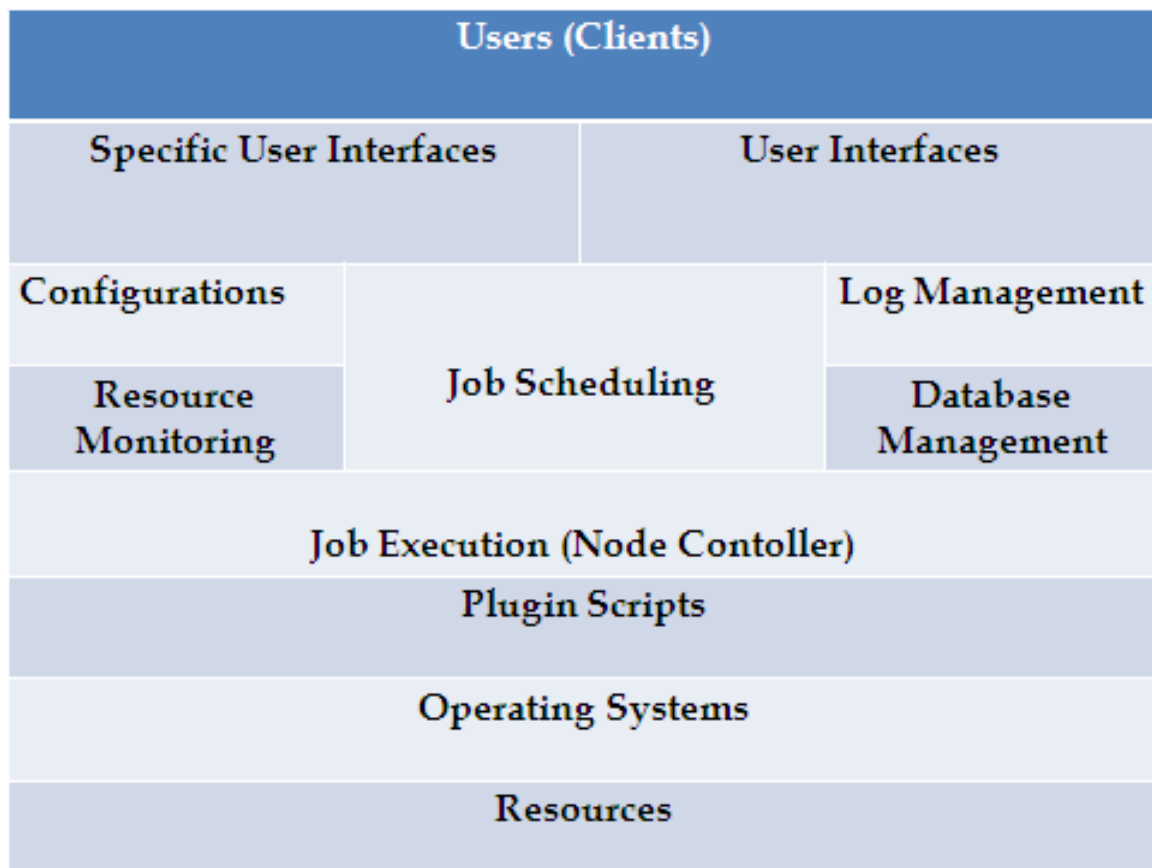 Users (Clients)
Specific User Interfaces
User Interfaces
Configurations
Job Scheduling
Log Management
Resource
Monitoring
Database
Management
Job Execution (Node Contoller)
Plugin Scripts
Operating Systems
Resources